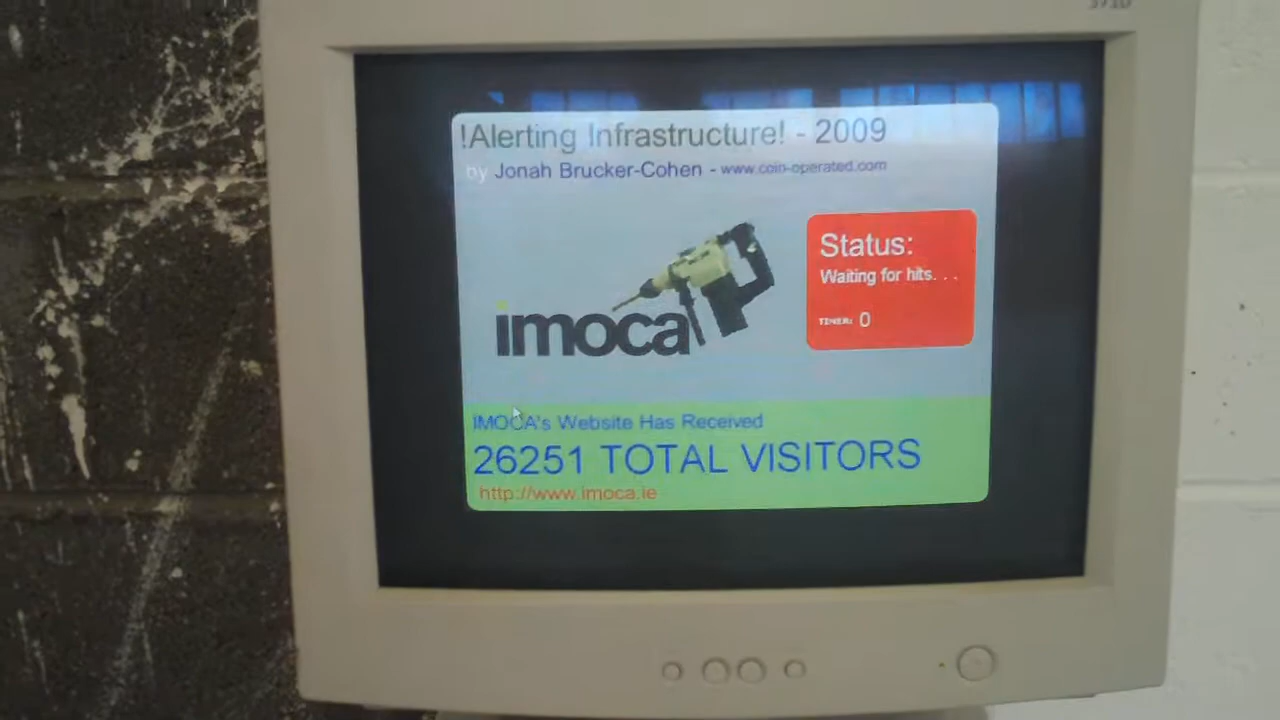 !Alerting Infrastructure! - 2009
by Jonah Brucker-Cohen - www.coin-operated.com
Status:
Waiting for hits. . .
TIMER: 0
imoca
IMOCA's Website Has Received
26251 TOTAL VISITORS
http://www.imoca.ie